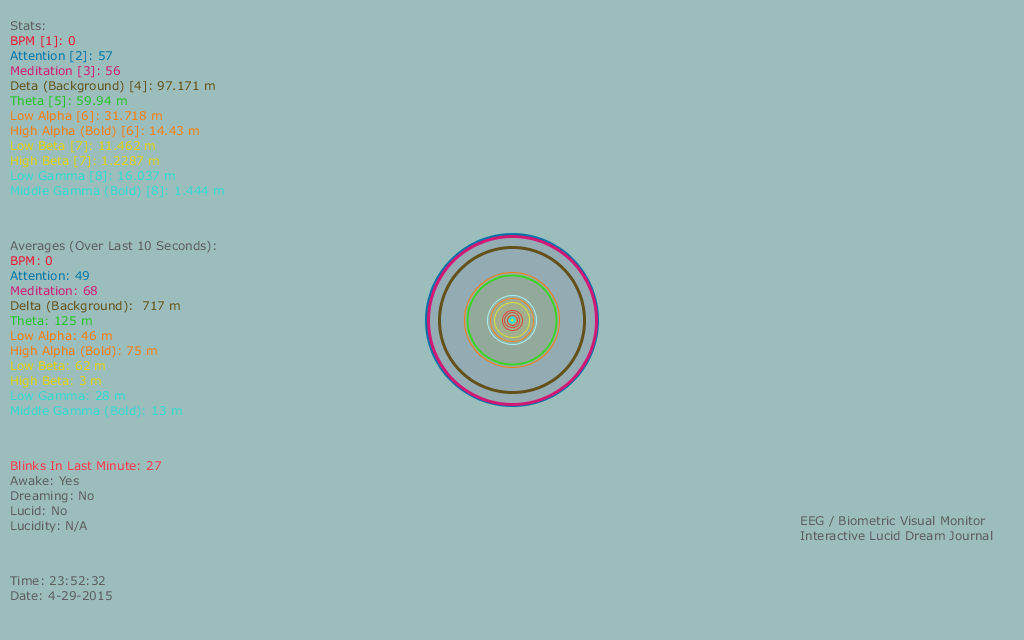 Stats:
BPM [1]: 0
Attention [2]: 57
Meditation [3]: 56
Deta (Background) [4]: 97.171 m
Theta [5]: 59.94 m
Low Alpha [6]: 31.718 m
High Alpha (Bold) [6]: 14.43 m
Low Beta [7]: 11.462 m
High Beta [7]: 1.2287 m
Low Gamma [8]: 16.037 m
Middle Gamma (Bold) [8]: 1.444 m
Averages (Over Last 10 Seconds):
BPM: 0
Attention: 49
Meditation: 68
Delta (Background):  717 m
Theta: 125 m
Low Alpha: 46 m
High Alpha (Bold): 75 m
Low Beta: 62 m
High Beta: 3 m
Low Gamma: 28 m
Middle Gamma (Bold): 13 m
Blinks In Last Minute: 27
Awake: Yes
Dreaming: No
Lucid: No
Lucidity: N/A
EEG / Biometric Visual Monitor
Interactive Lucid Dream Journal
Time: 23:52:32
Date: 4-29-2015